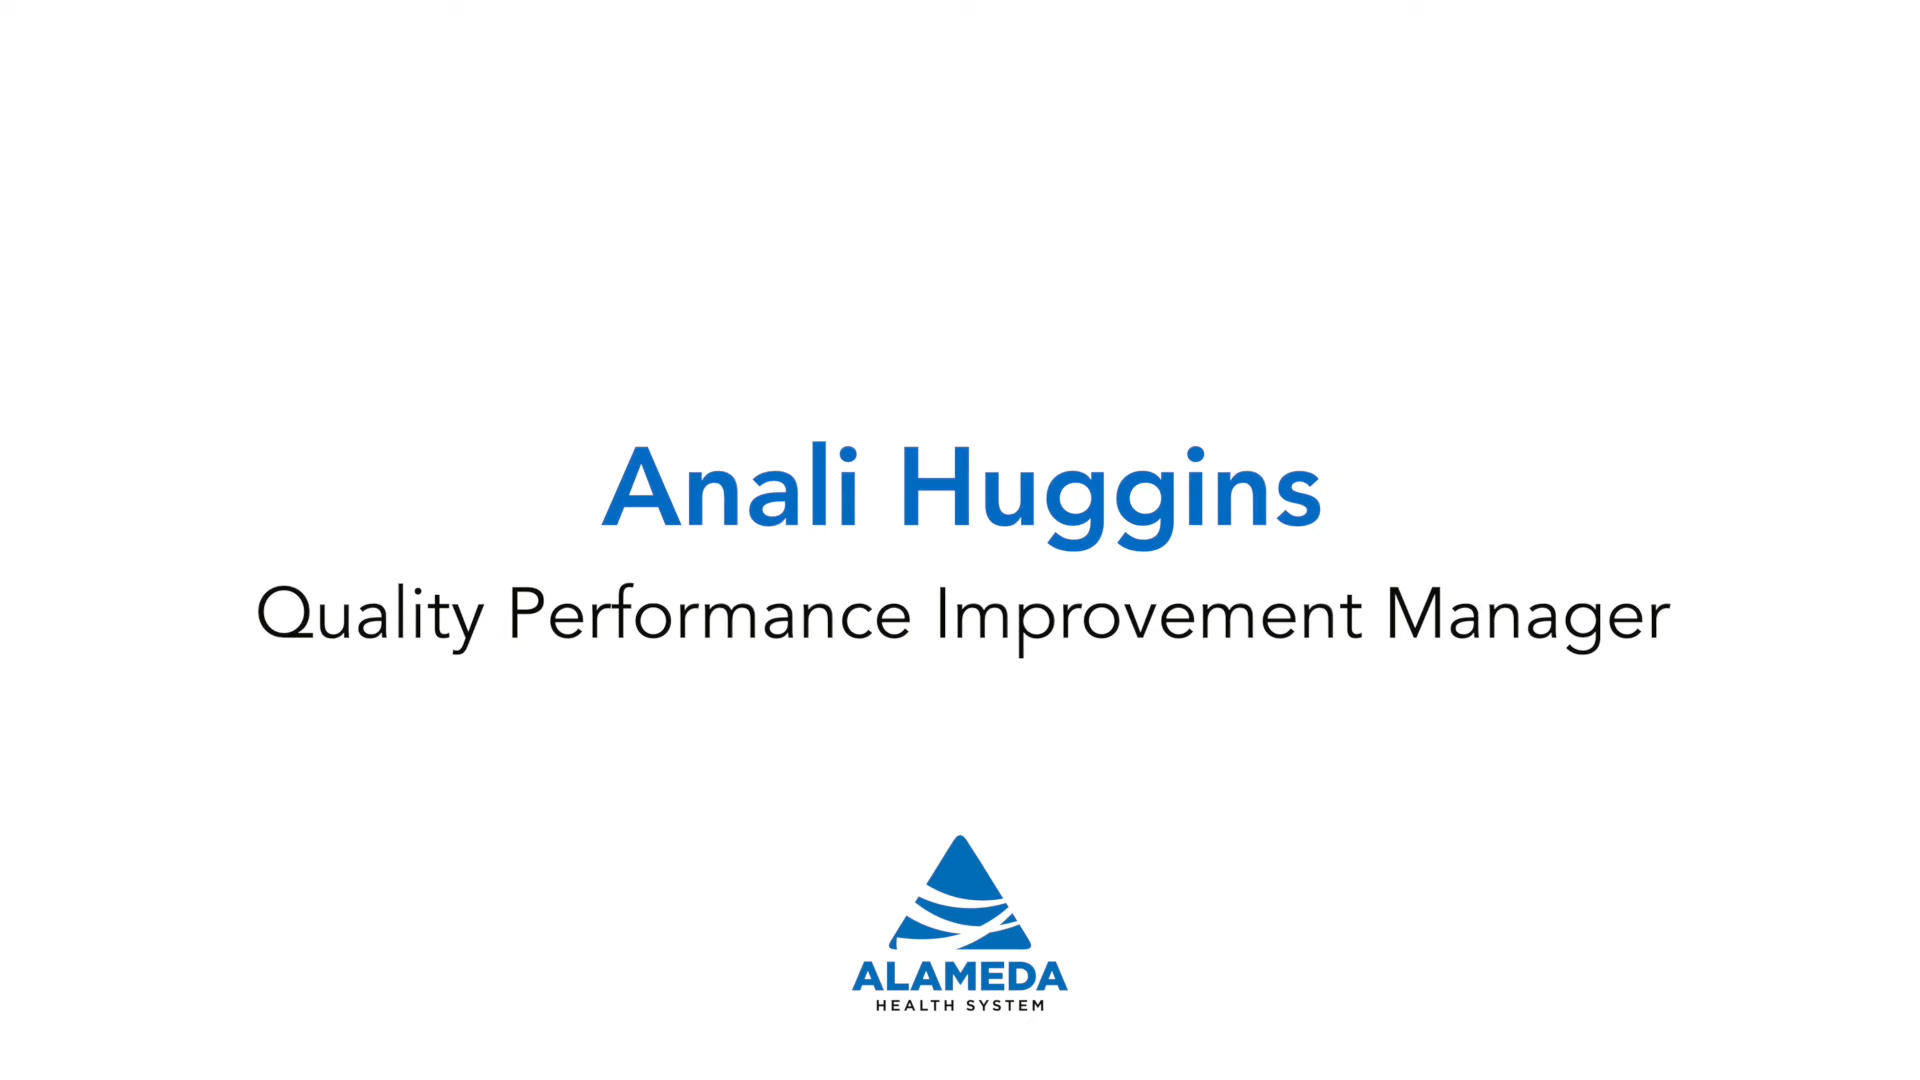 Anali Huggins
Quality Performance Improvement Manager
ALAMEDA
HEALTH SYSTEM